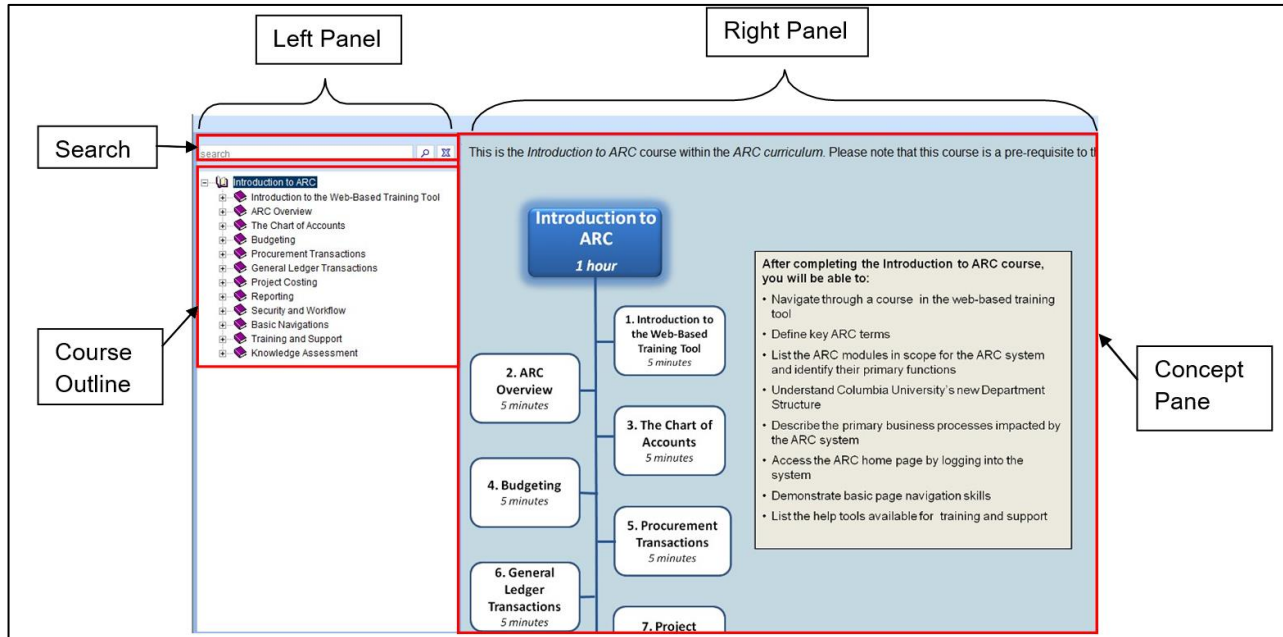 Left Panel
Right Panel
Search
search
Introduction to ARC
Introduction to the Web-Based Training Tool
ARC Overview
The Chart of Accounts
Budgeting
Procurement Transactions
General Ledger Transactions
Project Costing
Reporting
Security and Workflow
Basic Navigations
Training and Support
Knowledge Assessment
Course
Outline
This is the Introduction to ARC course within the ARC curriculum. Please note that this course is a pre-requisite to
Introduction to
ARC
1 hour
1. Introduction to
the Web-Based
Training Tool
5 minutes
2. ARC
Overview
5 minutes
3. The Chart of
Accounts
5 minutes
4. Budgeting
5 minutes
5. Procurement
Transactions
5 minutes
6. General
Ledger
Transactions
5 minutes
7. Project
After completing the Introduction to ARC course,
you will be able to:
• Navigate through a course in the web-based training
tool
• Define key ARC terms
• List the ARC modules in scope for the ARC system
and identify their primary functions
• Understand Columbia University's new Department
Structure
• Describe the primary business processes impacted by
the ARC system
• Access the ARC home page by logging into the
system
• Demonstrate basic page navigation skills
• List the help tools available for training and support
Concept
Pane